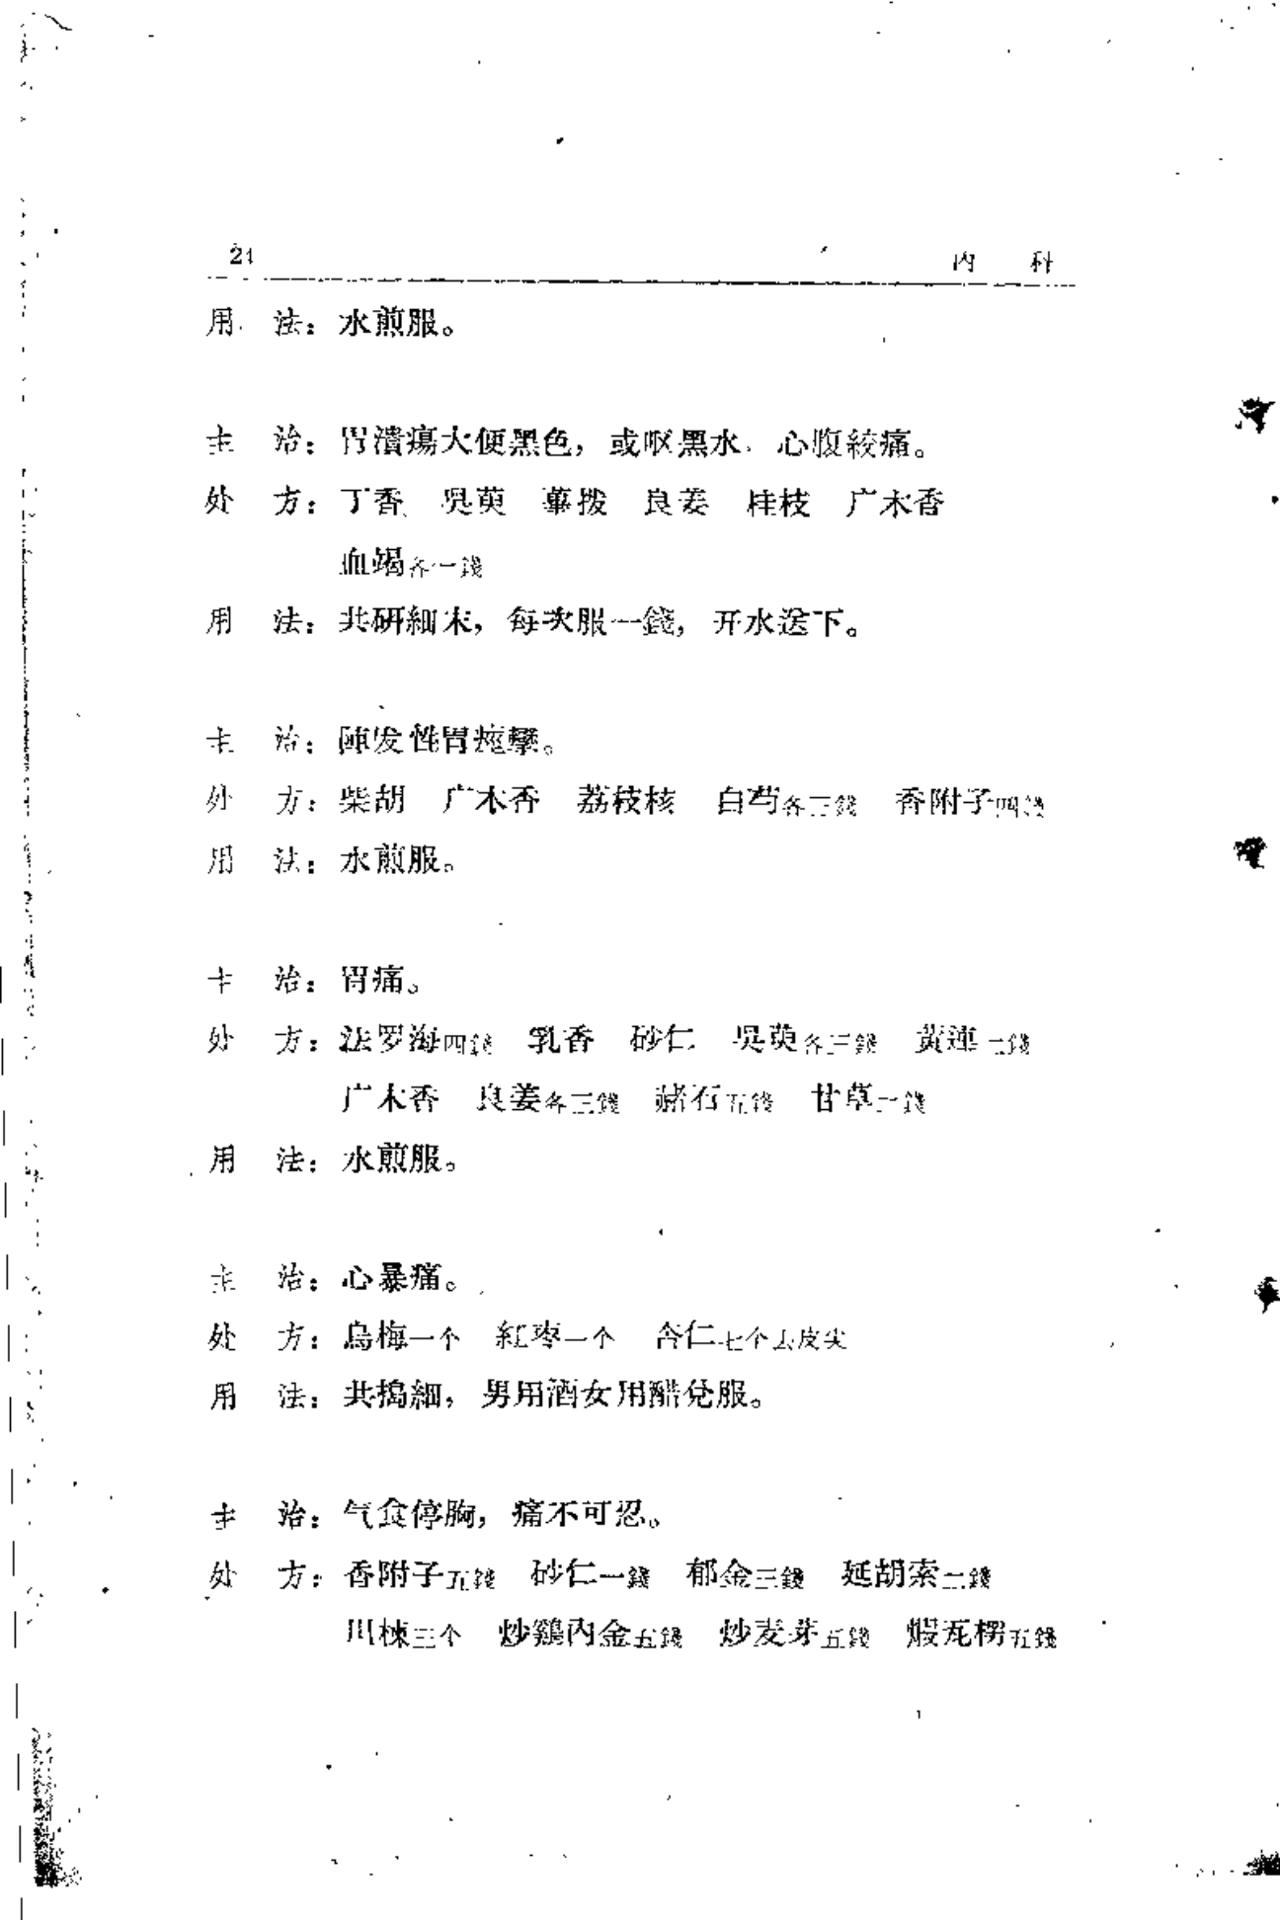 24 内 科
用 法：水煎服。
主 治：胃潰瘍大便黑色，或呕黑水，心腹絞痛。
处 方：丁香 吳萸 蓽拨 良姜 桂枝 广木香
血竭各一錢
用 法：共研細末，每次服一錢，开水送下。
主 治：陣发性胃痙攣。
处 方：柴胡 广木香 荔枝核 白芍各三錢 香附子四錢
用 法：水煎服。
主 治：胃痛。
处 方：法罗海四錢 乳香 砂仁 吳萸各三錢 黄連 錢
广木香 良姜各三錢 赭石五錢 甘草 錢
用 法：水煎服。
主 治：心暴痛。
处 方：烏梅一个 紅枣一个 杏仁七个去皮尖
用 法：共搗細，男用酒女用醋兌服。
主 治：气食停胸，痛不可忍。
处 方：香附子五錢 砂仁一錢 郁金三錢 延胡索二錢
川楝三个 炒鷄内金五錢 炒麦芽五錢 煅瓦楞五錢